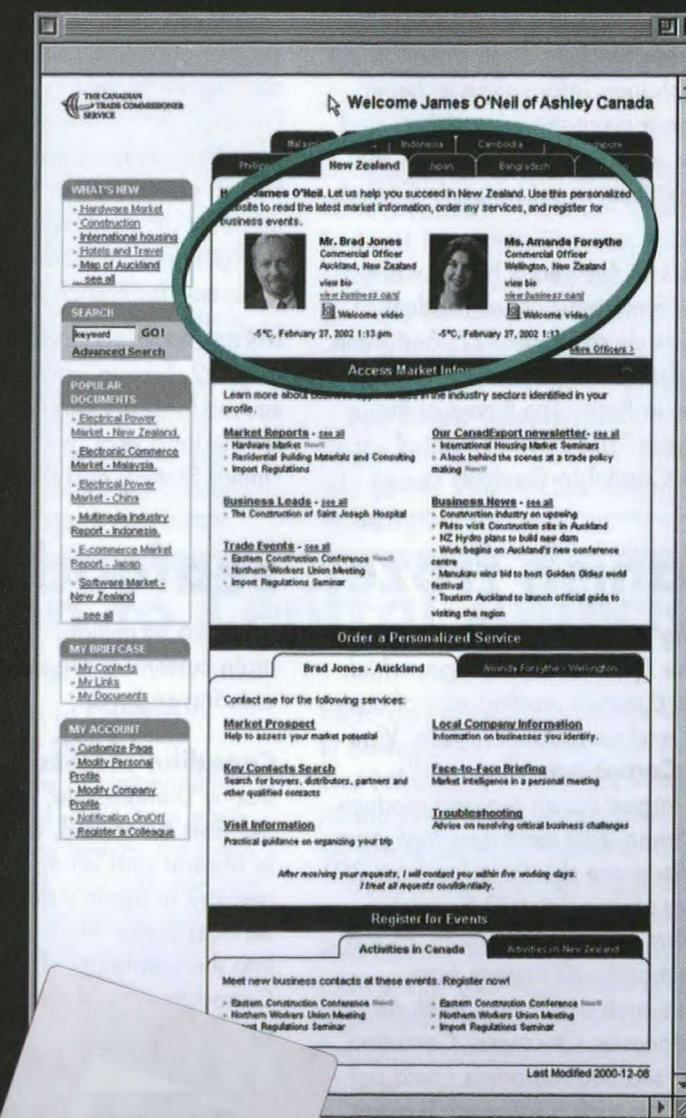 THE CANADIAN
TRADE COMMISSIONER
SERVICE
Welcome James O'Neil of Ashley Canada
Indonesia
Cambodia
New Zealand
Japan
Bangladesh
James O'Neil. Let us help you succeed in New Zealand. Use this personalized
website to read the latest market information, order my services, and register for
business events.
Mr. Brad Jones
Commercial Officer
Auckland, New Zealand
view bio
view business card
Welcome video
-5°C, February 27, 2002 1:13 pm
Ms. Amanda Forsythe
Commercial Officer
Wellington, New Zealand
view bio
view business card
Welcome video
-5°C, February 27, 2002 1:13
More Officers >
WHAT'S NEW
Hardware Market
Construction
International housing
Hotels and Travel
Map of Auckland
... see all
SEARCH
keyword GO!
Advanced Search
POPULAR
DOCUMENTS
Electrical Power
Market - New Zealand.
Electronic Commerce
Market - Malaysia.
Electrical Power
Market - China
Multimedia Industry
Report - Indonesia.
E-commerce Market
Report - Japan
Software Market -
New Zealand
... see all
MY BRIEFCASE
My Contacts
My Links
My Documents
MY ACCOUNT
Customize Page
Modify Personal
Profile
Modify Company
Profile
Notification On/Off
Register a Colleague
Access Market
Learn more about business opportunities in the industry sectors identified in your
profile.
Market Reports - see all
Hardware Market New!!
Residential Building Materials and Consulting
Import Regulations
Business Leads - see all
The Construction of Saint Joseph Hospital
Trade Events - see all
Eastern Construction Conference New!!
Northern Workers Union Meeting
Import Regulations Seminar
Our CanadExport newsletter- see all
International Housing Market Seminars
A look behind the scenes at a trade policy
making New!!
Business News - see all
Construction industry on upswing
PM to visit Construction site in Auckland
NZ Hydro plans to build new dam
Work begins on Auckland's new conference
centre
Manukau wins bid to host Golden Oldies world
festival
Tourism Auckland to launch official guide to
visiting the region
Order a Personalized Service
Brad Jones - Auckland
Amanda Forsythe - Wellington
Contact me for the following services:
Market Prospect
Help to assess your market potential
Key Contacts Search
Search for buyers, distributors, partners and
other qualified contacts
Visit Information
Practical guidance on organizing your trip
Local Company Information
Information on businesses you identify.
Face-to-Face Briefing
Market intelligence in a personal meeting
Troubleshooting
Advice on resolving critical business challenges
After receiving your requests, I will contact you within five working days.
I treat all requests confidentially.
Register for Events
Activities in Canada
Activities in New Zealand
Meet new business contacts at these events. Register now!
Eastern Construction Conference New!!
Northern Workers Union Meeting
Import Regulations Seminar
Eastern Construction Conference New!!
Northern Workers Union Meeting
Import Regulations Seminar
Last Modified 2000-12-08